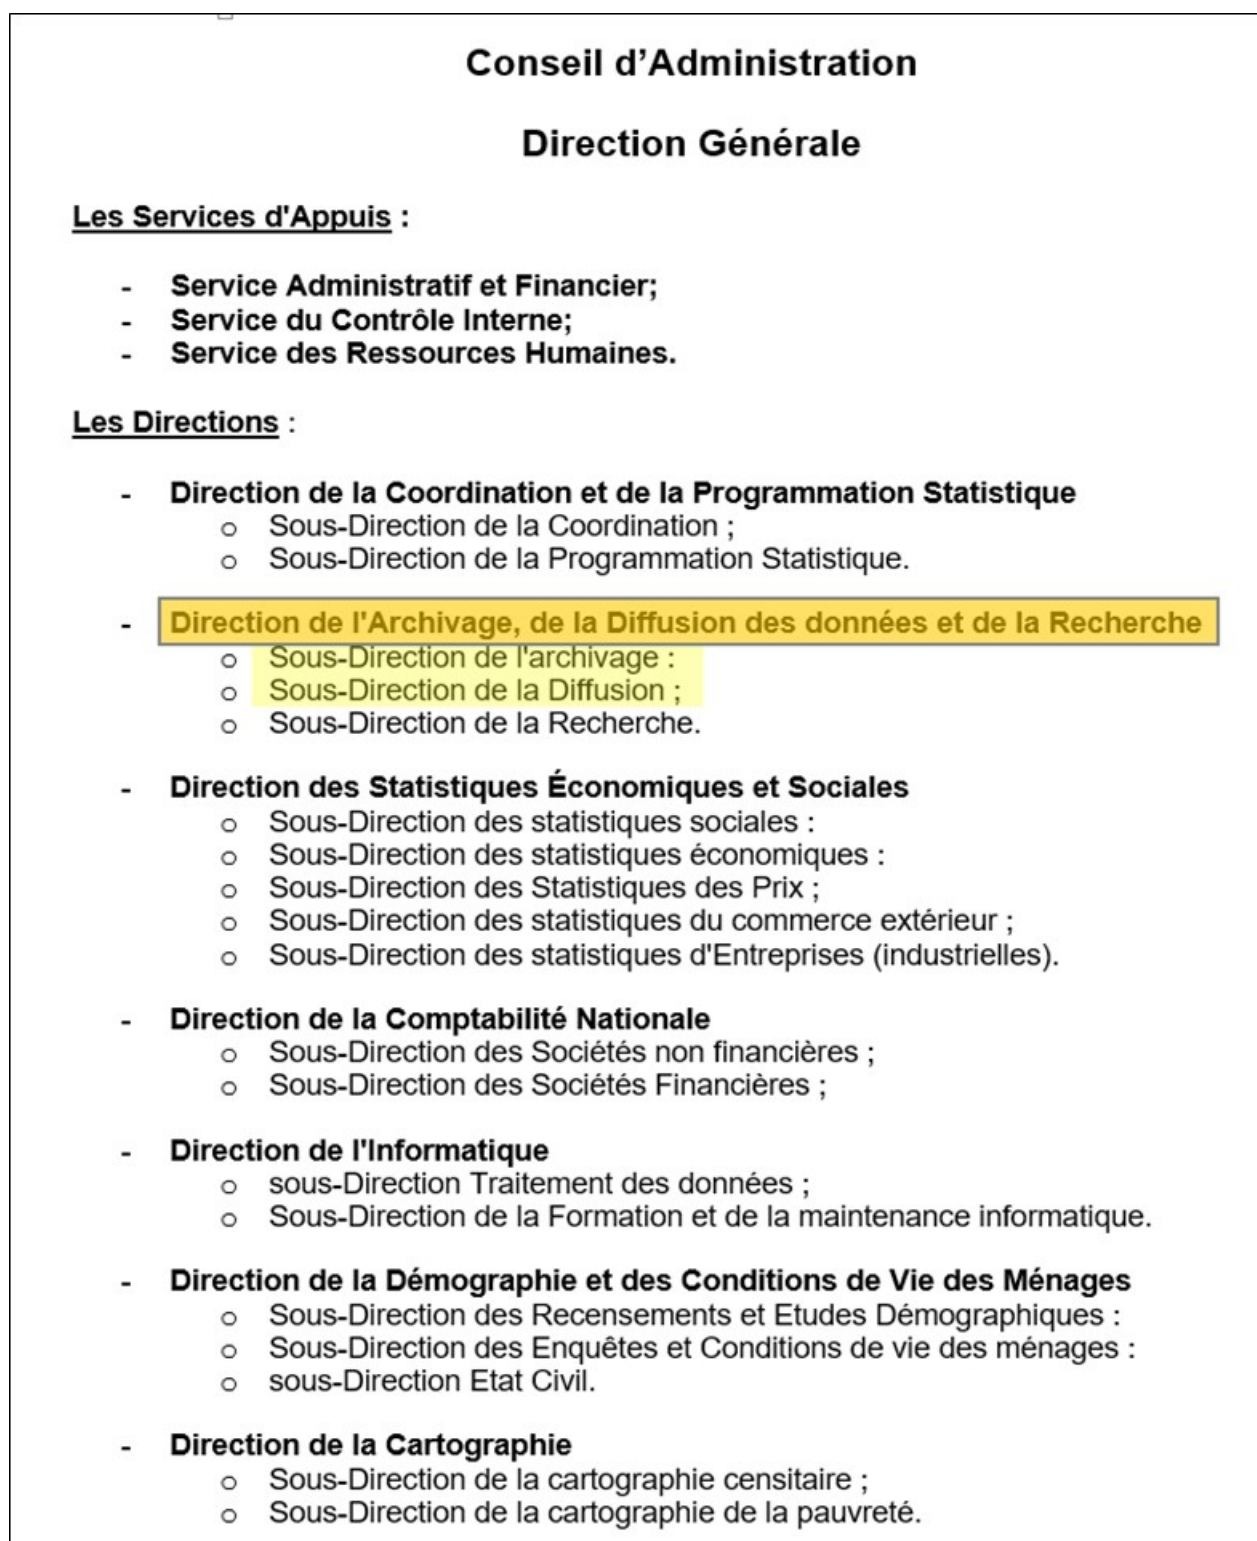 Conseil d'Administration
Direction Générale
Les Services d'Appuis :
- Service Administratif et Financier;
- Service du Contrôle Interne;
- Service des Ressources Humaines.
Les Directions :
- Direction de la Coordination et de la Programmation Statistique
o Sous-Direction de la Coordination ;
o Sous-Direction de la Programmation Statistique.
- Direction de l'Archivage, de la Diffusion des données et de la Recherche
o Sous-Direction de l'archivage :
o Sous-Direction de la Diffusion ;
o Sous-Direction de la Recherche.
- Direction des Statistiques Économiques et Sociales
o Sous-Direction des statistiques sociales :
o Sous-Direction des statistiques économiques :
o Sous-Direction des Statistiques des Prix ;
o Sous-Direction des statistiques du commerce extérieur ;
o Sous-Direction des statistiques d'Entreprises (industrielles).
- Direction de la Comptabilité Nationale
o Sous-Direction des Sociétés non financières ;
o Sous-Direction des Sociétés Financières ;
- Direction de l'Informatique
o sous-Direction Traitement des données ;
o Sous-Direction de la Formation et de la maintenance informatique.
- Direction de la Démographie et des Conditions de Vie des Ménages
o Sous-Direction des Recensements et Etudes Démographiques :
o Sous-Direction des Enquêtes et Conditions de vie des ménages :
o sous-Direction Etat Civil.
- Direction de la Cartographie
o Sous-Direction de la cartographie censitaire ;
o Sous-Direction de la cartographie de la pauvreté.